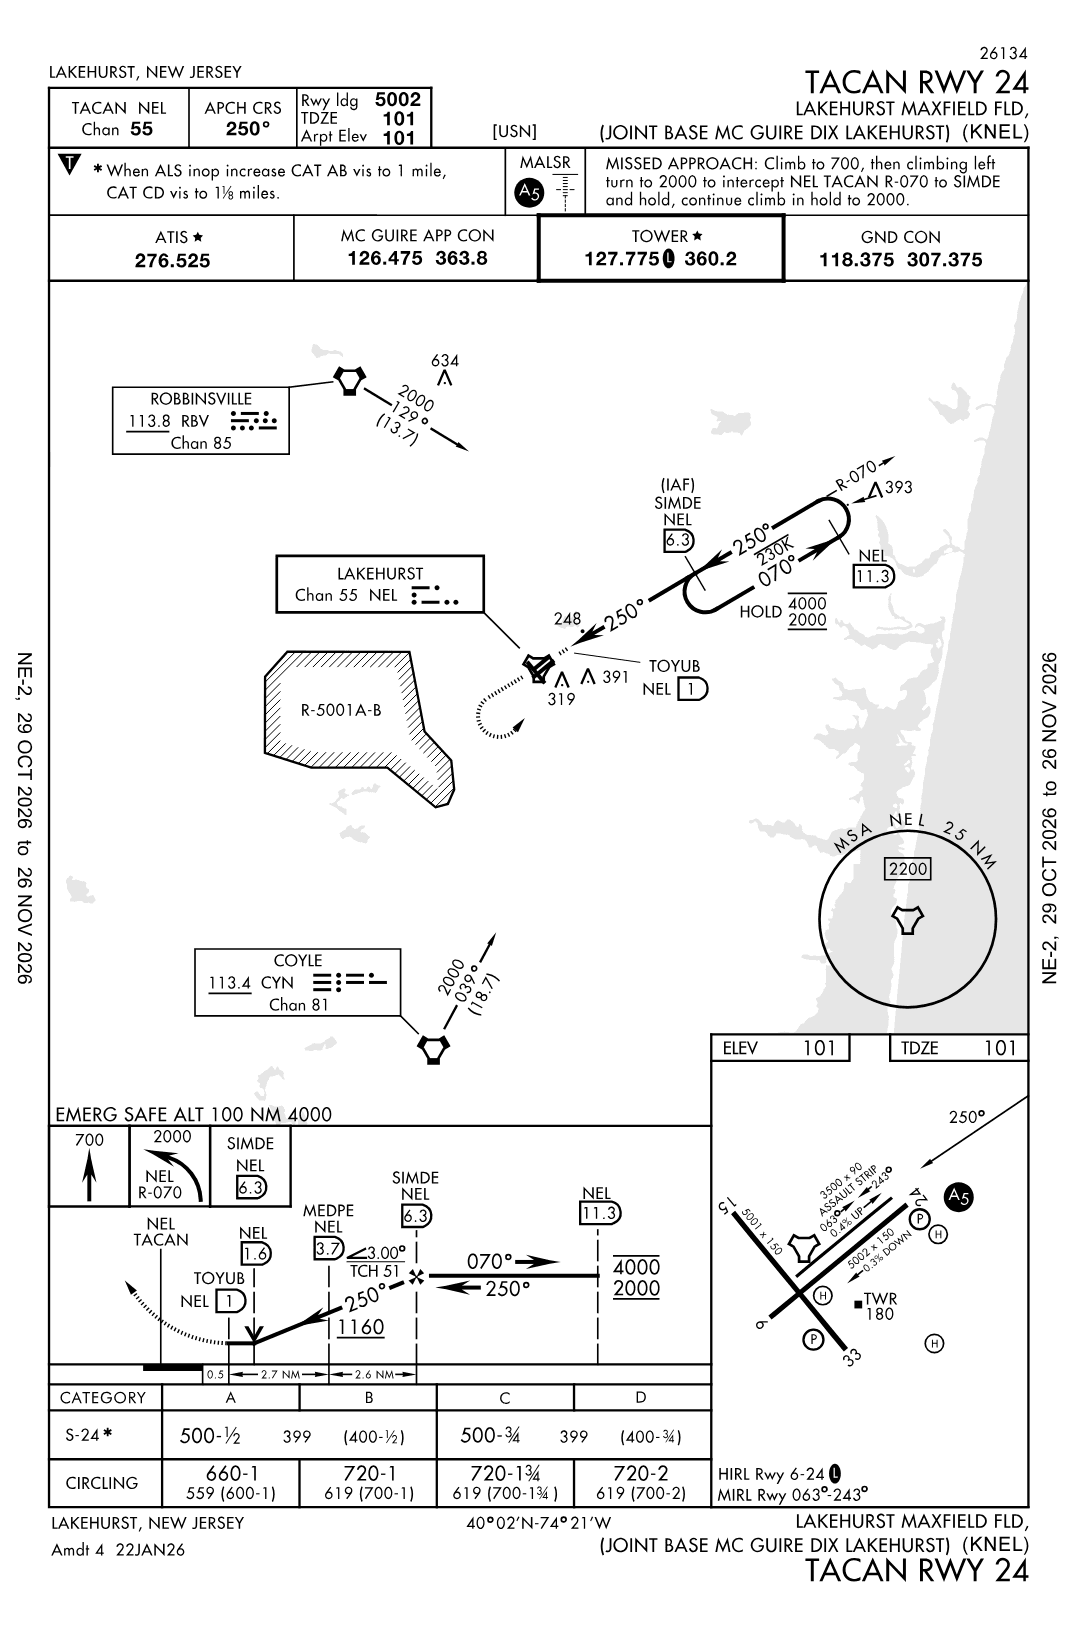 26134
LAKEHURST, NEW JERSEY
TACAN RWY 24
LAKEHURST MAXFIELD FLD,
(JOINT BASE MC GUIRE DIX LAKEHURST) (KNEL)
TACAN NEL
Chan 55
APCH CRS
250°
Rwy ldg 5002
TDZE 101
Arpt Elev 101
[USN]
T
* When ALS inop increase CAT AB vis to 1 mile,
CAT CD vis to 1⅛ miles.
MALSR
A5
MISSED APPROACH: Climb to 700, then climbing left
turn to 2000 to intercept NEL TACAN R-070 to SIMDE
and hold, continue climb in hold to 2000.
ATIS ★
276.525
MC GUIRE APP CON
126.475 363.8
TOWER ★
127.775 L 360.2
GND CON
118.375 307.375
634
ROBBINSVILLE
113.8 RBV
Chan 85
2000
129°
(13.7)
(IAF)
SIMDE
NEL
6.3
R-070
393
250°
230K
070°
NEL
11.3
HOLD 4000
2000
LAKEHURST
Chan 55 NEL
250°
248
TOYUB
NEL 1
391
319
R-5001A-B
MSA NEL 25 NM
2200
COYLE
113.4 CYN
Chan 81
2000
039°
(18.7)
NE-2, 29 OCT 2026 to 26 NOV 2026
NE-2, 29 OCT 2026 to 26 NOV 2026
EMERG SAFE ALT 100 NM 4000
ELEV 101
TDZE 101
700
2000
NEL
R-070
SIMDE
NEL
6.3
NEL
TACAN
NEL
1.6
TOYUB
NEL 1
MEDPE
NEL
3.7
3.00°
TCH 51
SIMDE
NEL
6.3
NEL
11.3
070°
250°
4000
2000
250°
1160
0.5
2.7 NM
2.6 NM
250°
3500 x 90
ASSAULT STRIP
063°
243°
0.4% UP
A5
15
5001 x 150
24
P
H
5002 x 150
0.3% DOWN
H
TWR
180
6
P
33
H
HIRL Rwy 6-24 L
MIRL Rwy 063°-243°
CATEGORY A B C D
S-24* 500-½ 399 (400-½) 500-¾ 399 (400-¾)
CIRCLING 660-1 720-1 720-1¾ 720-2
559 (600-1) 619 (700-1) 619 (700-1¾) 619 (700-2)
LAKEHURST, NEW JERSEY
40°02'N-74°21'W
LAKEHURST MAXFIELD FLD,
Amdt 4 22JAN26
(JOINT BASE MC GUIRE DIX LAKEHURST) (KNEL)
TACAN RWY 24